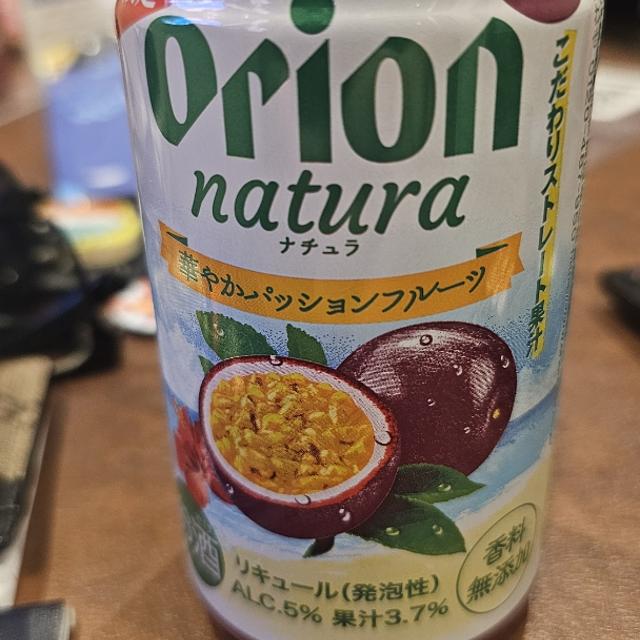 orion
natura
ナチュラ
華やかパッションフルーツ
こだわりストレート果汁
リキュール(発泡性)
ALC.5% 果汁3.7%
香料
無添加
酒